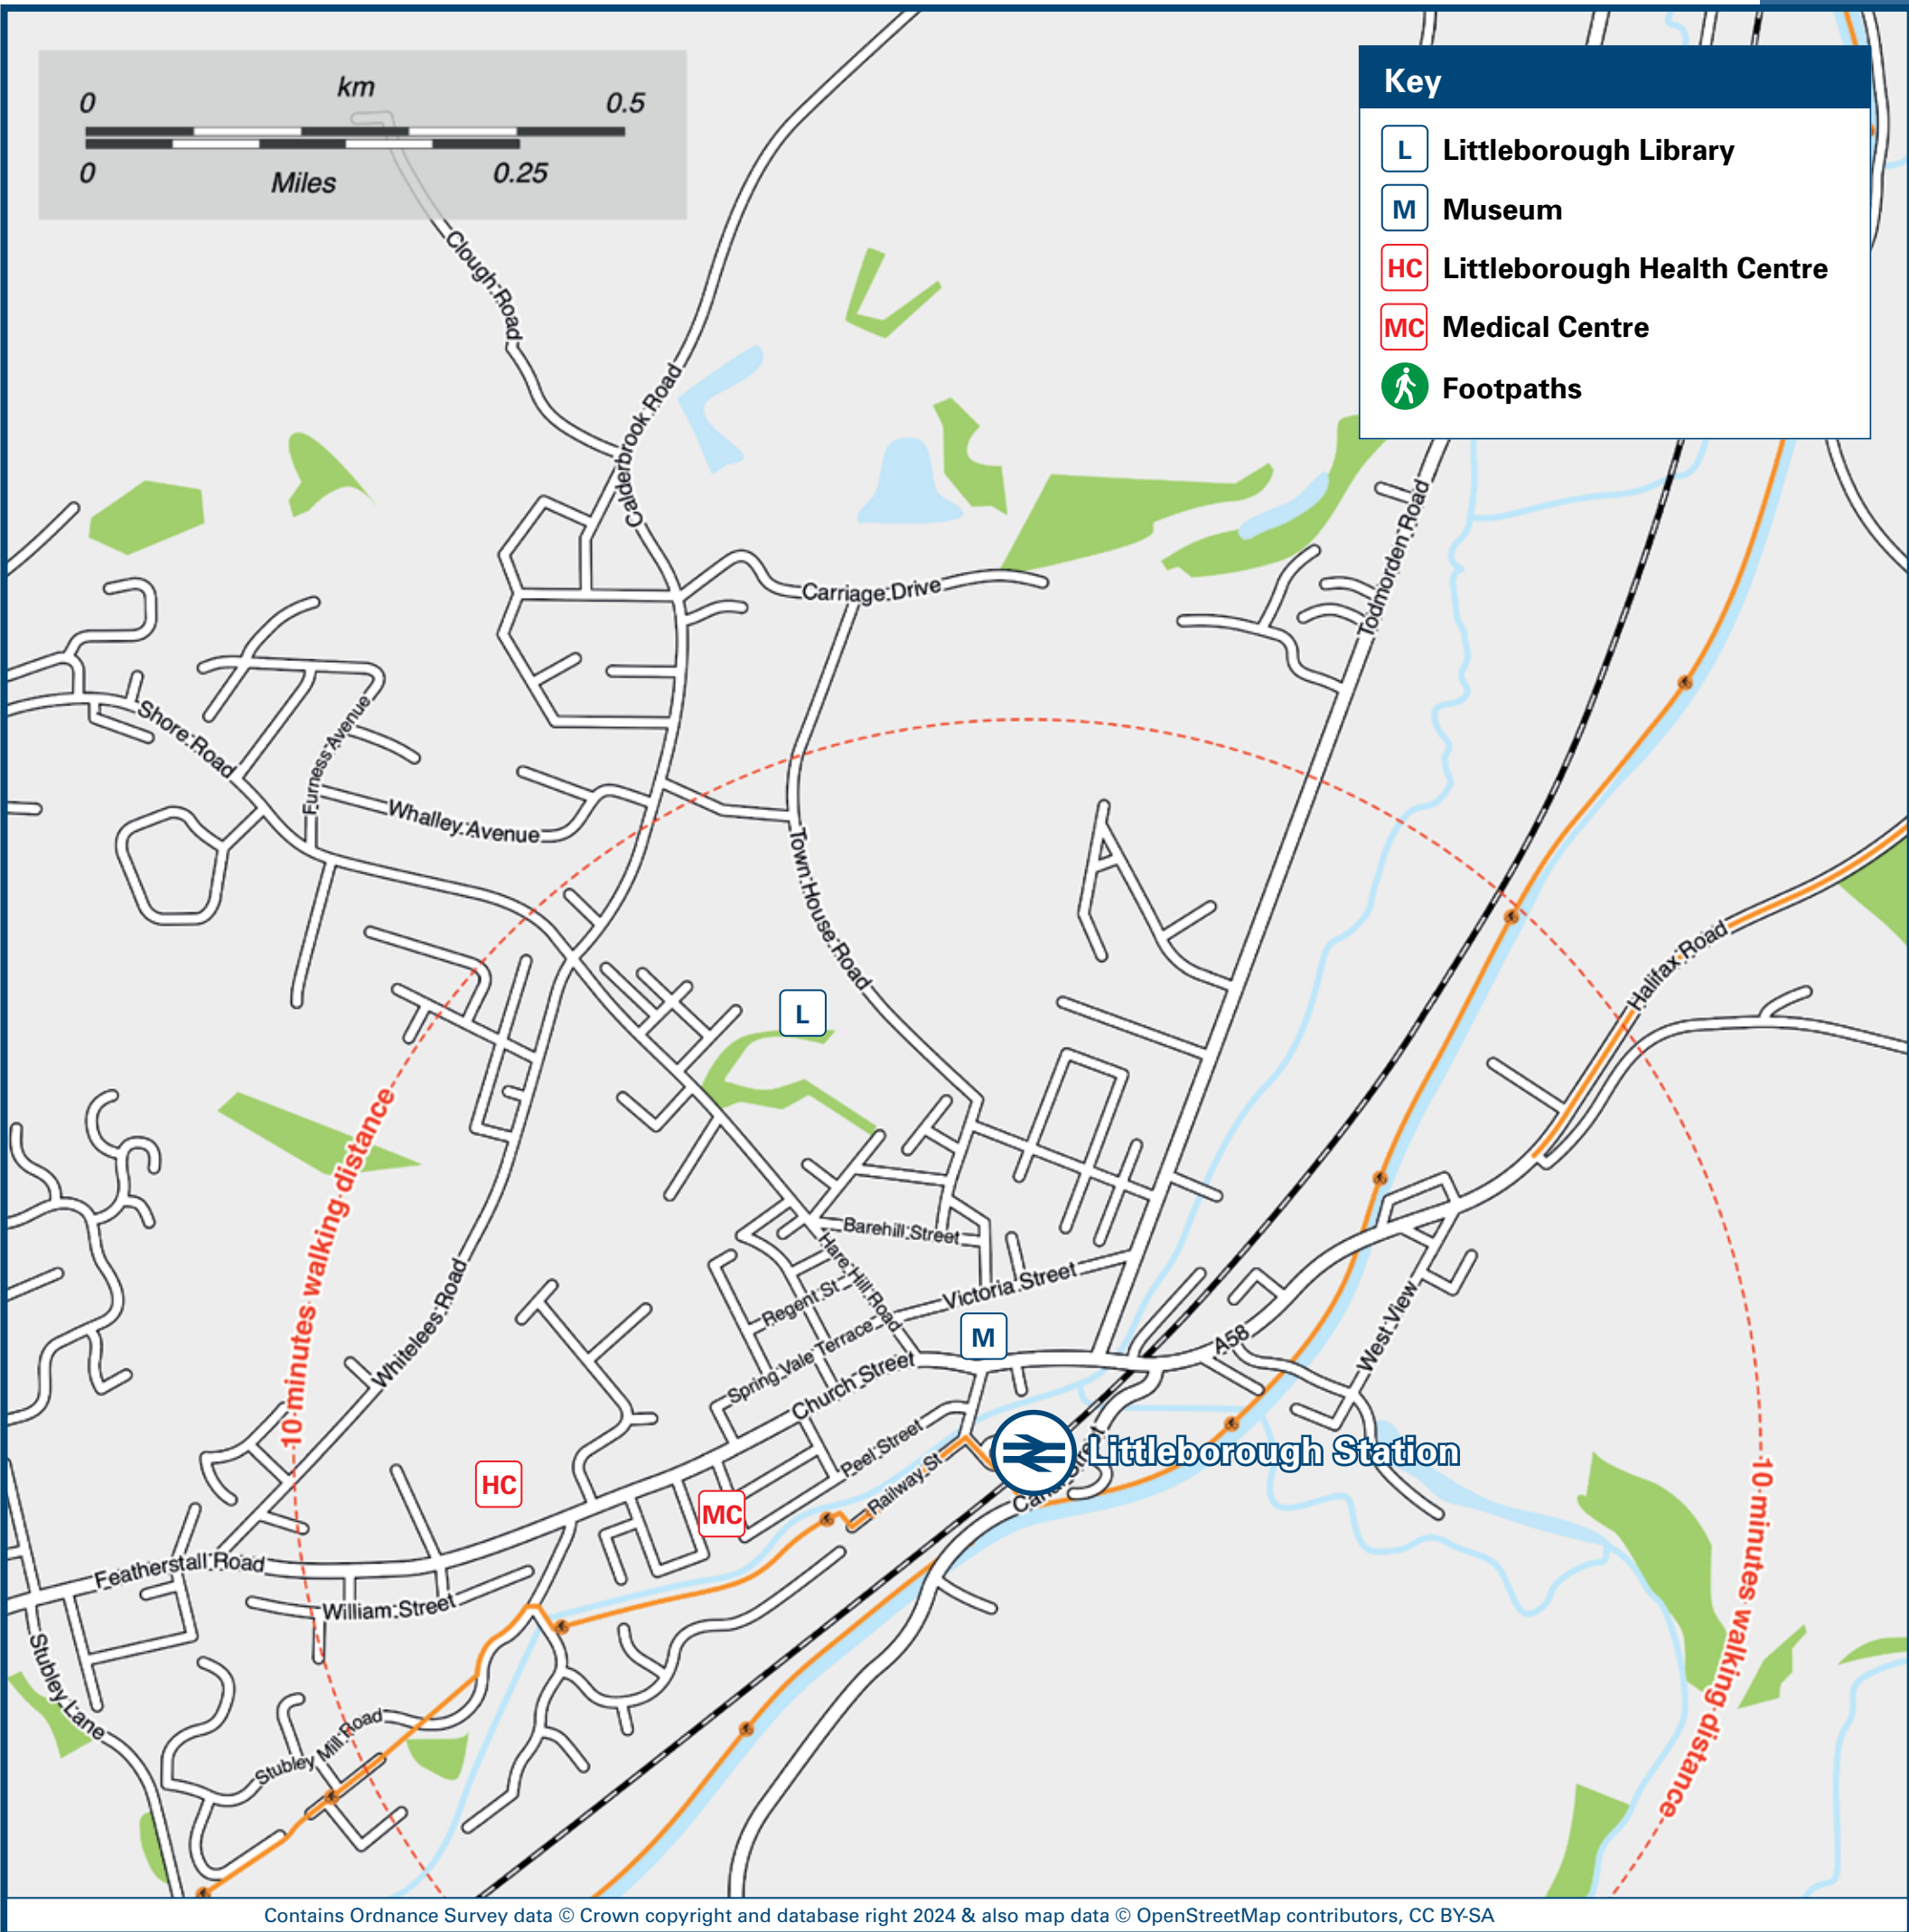 km
0
0.5
0
Miles
0.25
Key
L
Littleborough Library
M
Museum
HC
Littleborough Health Centre
MC
Medical Centre
Footpaths
Clough Road
Calderbrook Road
Carriage Drive
Todmorden Road
Shore Road
Furness Avenue
Whalley Avenue
Town House Road
Halifax Road
L
10 minutes walking distance
Barehill Street
Hare Hill Road
Regent St
Victoria Street
Whitelees Road
Spring Vale Terrace
M
A58
West View
Church Street
Peel Street
Littleborough Station
HC
MC
Railway St
Canal Street
10 minutes walking distance
Featherstall Road
William Street
Stubley Lane
Stubley Mill Road
Contains Ordnance Survey data © Crown copyright and database right 2024 & also map data © OpenStreetMap contributors, CC BY-SA